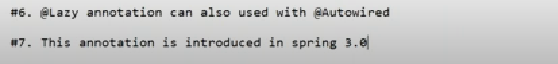 #6. @Lazy annotation can also used with @Autowired
#7. This annotation is introduced in spring 3.0